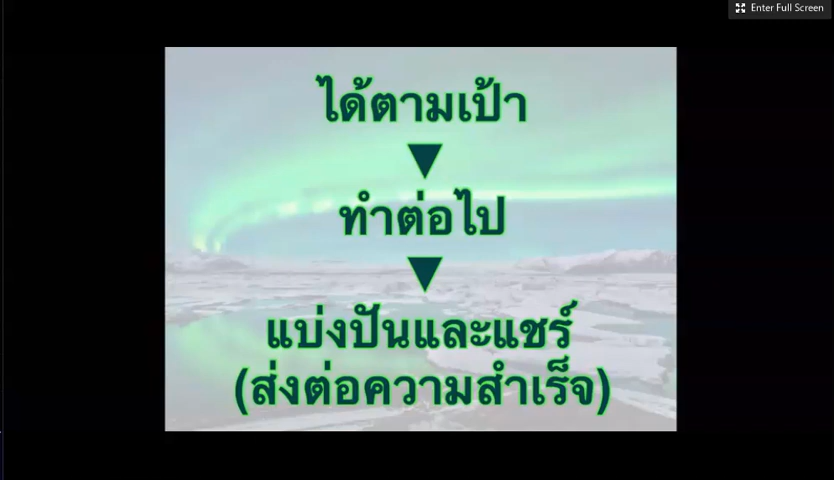 Enter Full Screen
ได้ตามเป้า
ทำต่อไป
แบ่งปันและแชร์
(ส่งต่อความสำเร็จ)